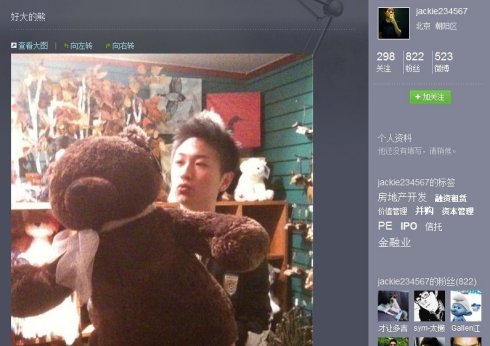 好大的熊
查看大图 | 向左转 向右转
jackie234567
北京 朝阳区
298 822 523
关注 粉丝 微博
+ 加关注
个人资料
他还没有填写，请稍候»
jackie234567的标签
房地产开发 融资租赁
价值管理 并购 资本管理
PE IPO 信托
金融业
jackie234567的粉丝(822)
才让多吉 sym-太搁 Gallen江